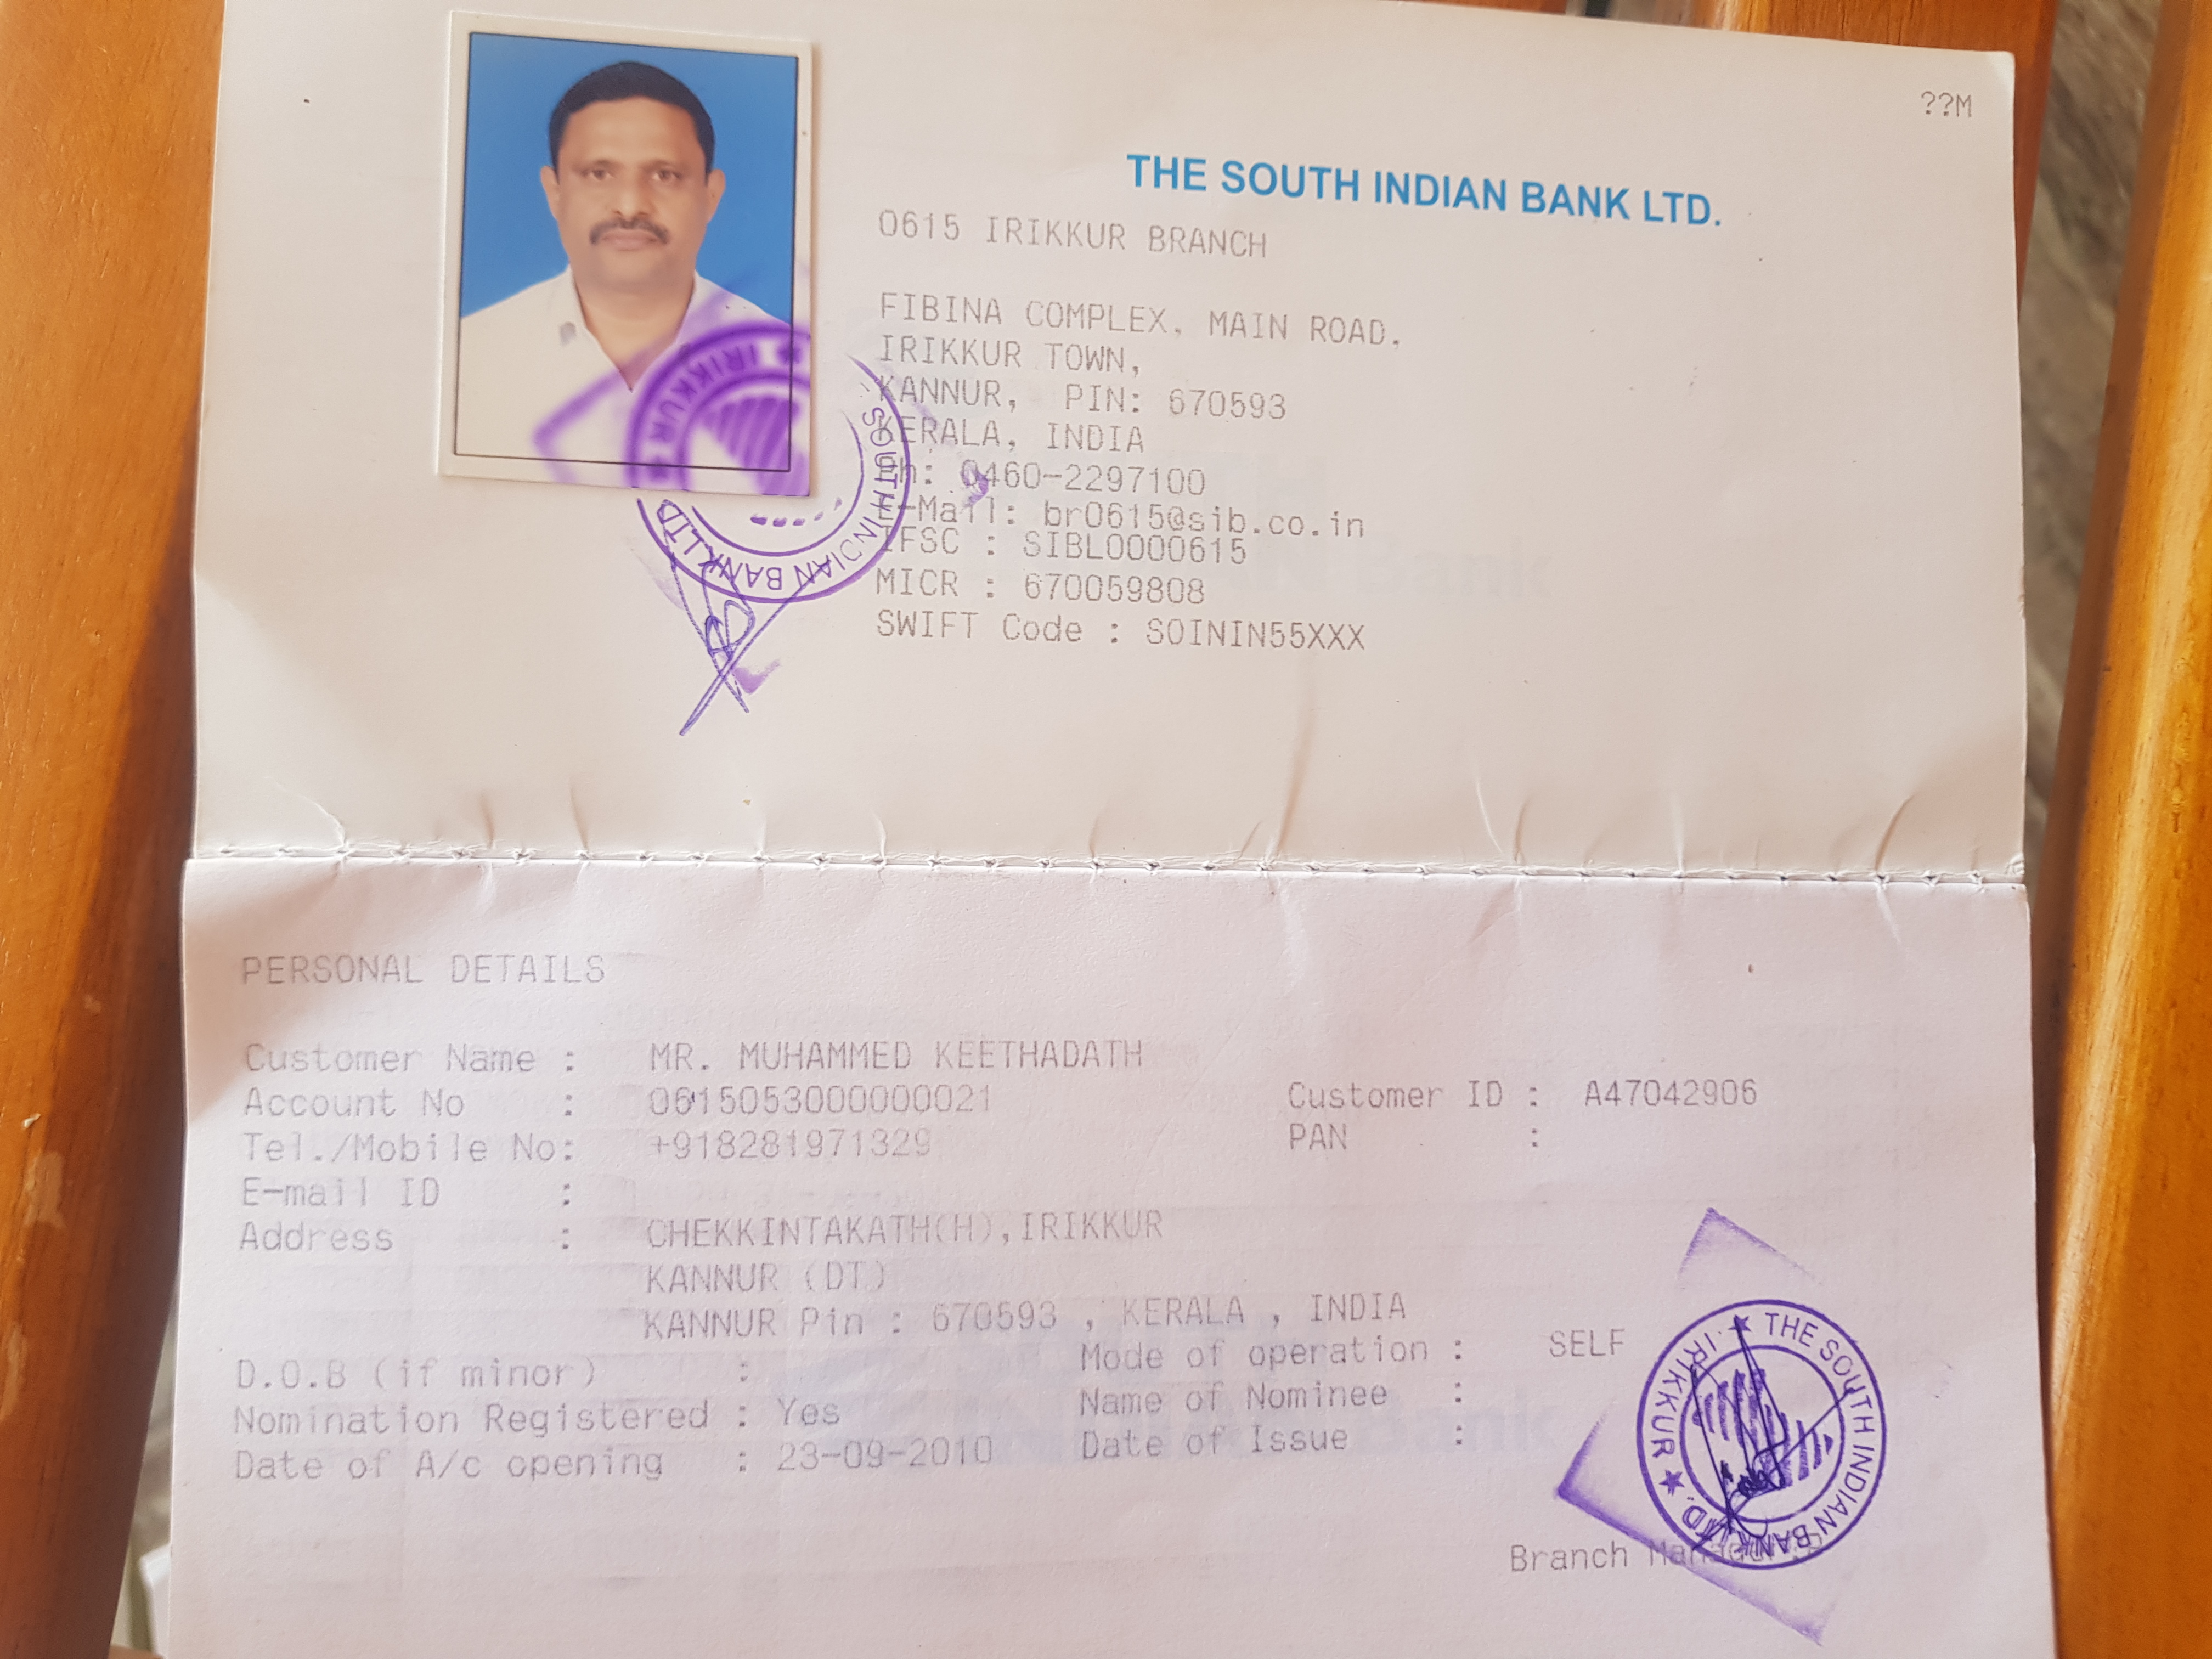 ??M
THE SOUTH INDIAN BANK LTD.
0615 IRIKKUR BRANCH
FIBINA COMPLEX, MAIN ROAD,
IRIKKUR TOWN,
KANNUR, PIN: 670593
KERALA, INDIA
Ph: 0460-2297100
E-Mail: br0615@sib.co.in
IFSC : SIBL0000615
MICR : 670059808
SWIFT Code : SOININ55XXX
SOUTH INDIAN BANK LTD
★ IRIKKUR ★
PERSONAL DETAILS
Customer Name : MR. MUHAMMED KEETHADATH
Account No : 0615053000000021 Customer ID : A47042906
Tel./Mobile No: +918281971329 PAN :
E-mail ID :
Address : CHEKKINTAKATH(H),IRIKKUR
KANNUR (DT)
KANNUR Pin : 670593 , KERALA , INDIA
D.O.B (if minor) : Mode of operation : SELF
Nomination Registered : Yes Name of Nominee :
Date of A/c opening : 23-09-2010 Date of Issue :
Branch
★ THE SOUTH INDIAN BANK LTD. ★ IRIKKUR